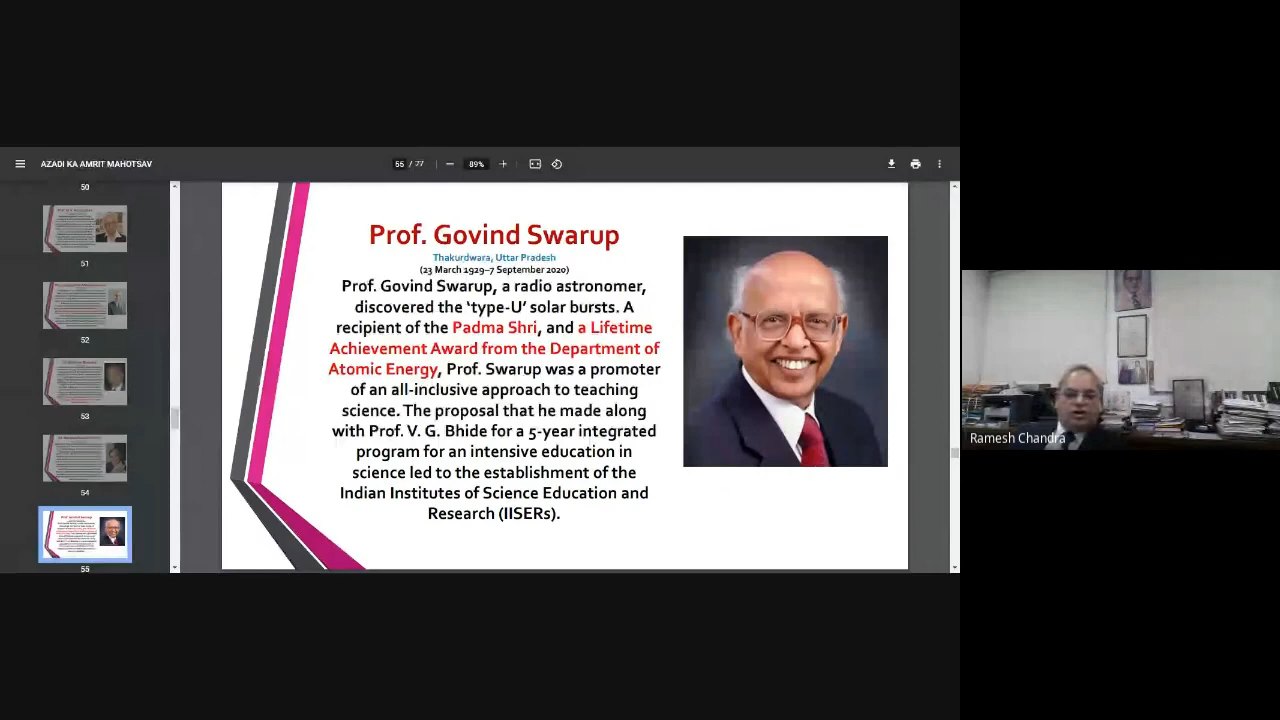 AZADI KA AMRIT MAHOTSAV
55 / 77
89%
50
51
52
53
54
55
Prof. Govind Swarup
Thakurdwara, Uttar Pradesh
(23 March 1929–7 September 2020)
Prof. Govind Swarup, a radio astronomer,
discovered the ‘type-U’ solar bursts. A
recipient of the Padma Shri, and a Lifetime
Achievement Award from the Department of
Atomic Energy, Prof. Swarup was a promoter
of an all-inclusive approach to teaching
science. The proposal that he made along
with Prof. V. G. Bhide for a 5-year integrated
program for an intensive education in
science led to the establishment of the
Indian Institutes of Science Education and
Research (IISERs).
Ramesh Chandra